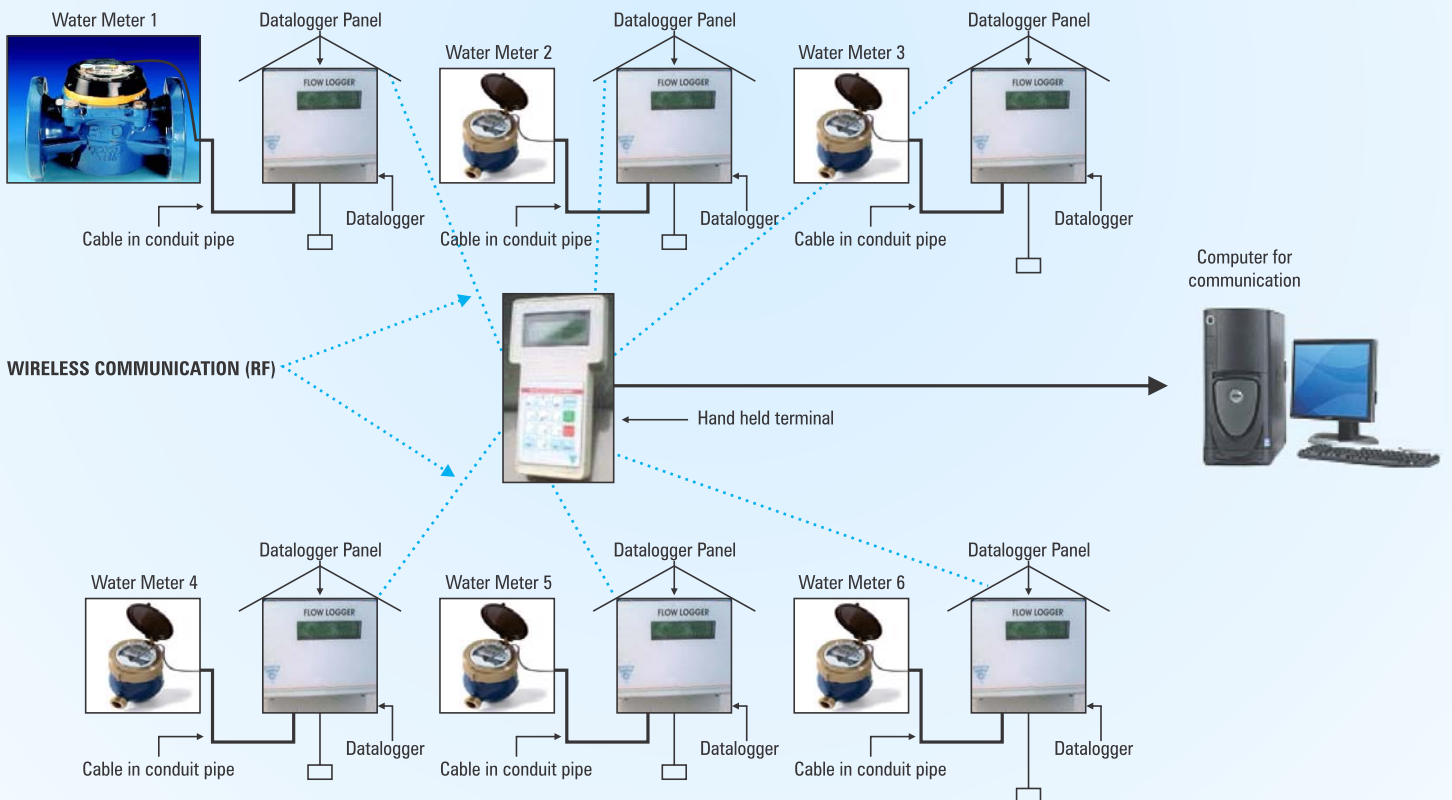 Water Meter 1
Datalogger Panel
FLOW LOGGER
Datalogger
Cable in conduit pipe
Water Meter 2
Datalogger Panel
FLOW LOGGER
Datalogger
Cable in conduit pipe
Water Meter 3
Datalogger Panel
FLOW LOGGER
Datalogger
Cable in conduit pipe
Computer for
communication
WIRELESS COMMUNICATION (RF)
Hand held terminal
Water Meter 4
Datalogger Panel
FLOW LOGGER
Datalogger
Cable in conduit pipe
Water Meter 5
Datalogger Panel
FLOW LOGGER
Datalogger
Cable in conduit pipe
Water Meter 6
Datalogger Panel
FLOW LOGGER
Datalogger
Cable in conduit pipe